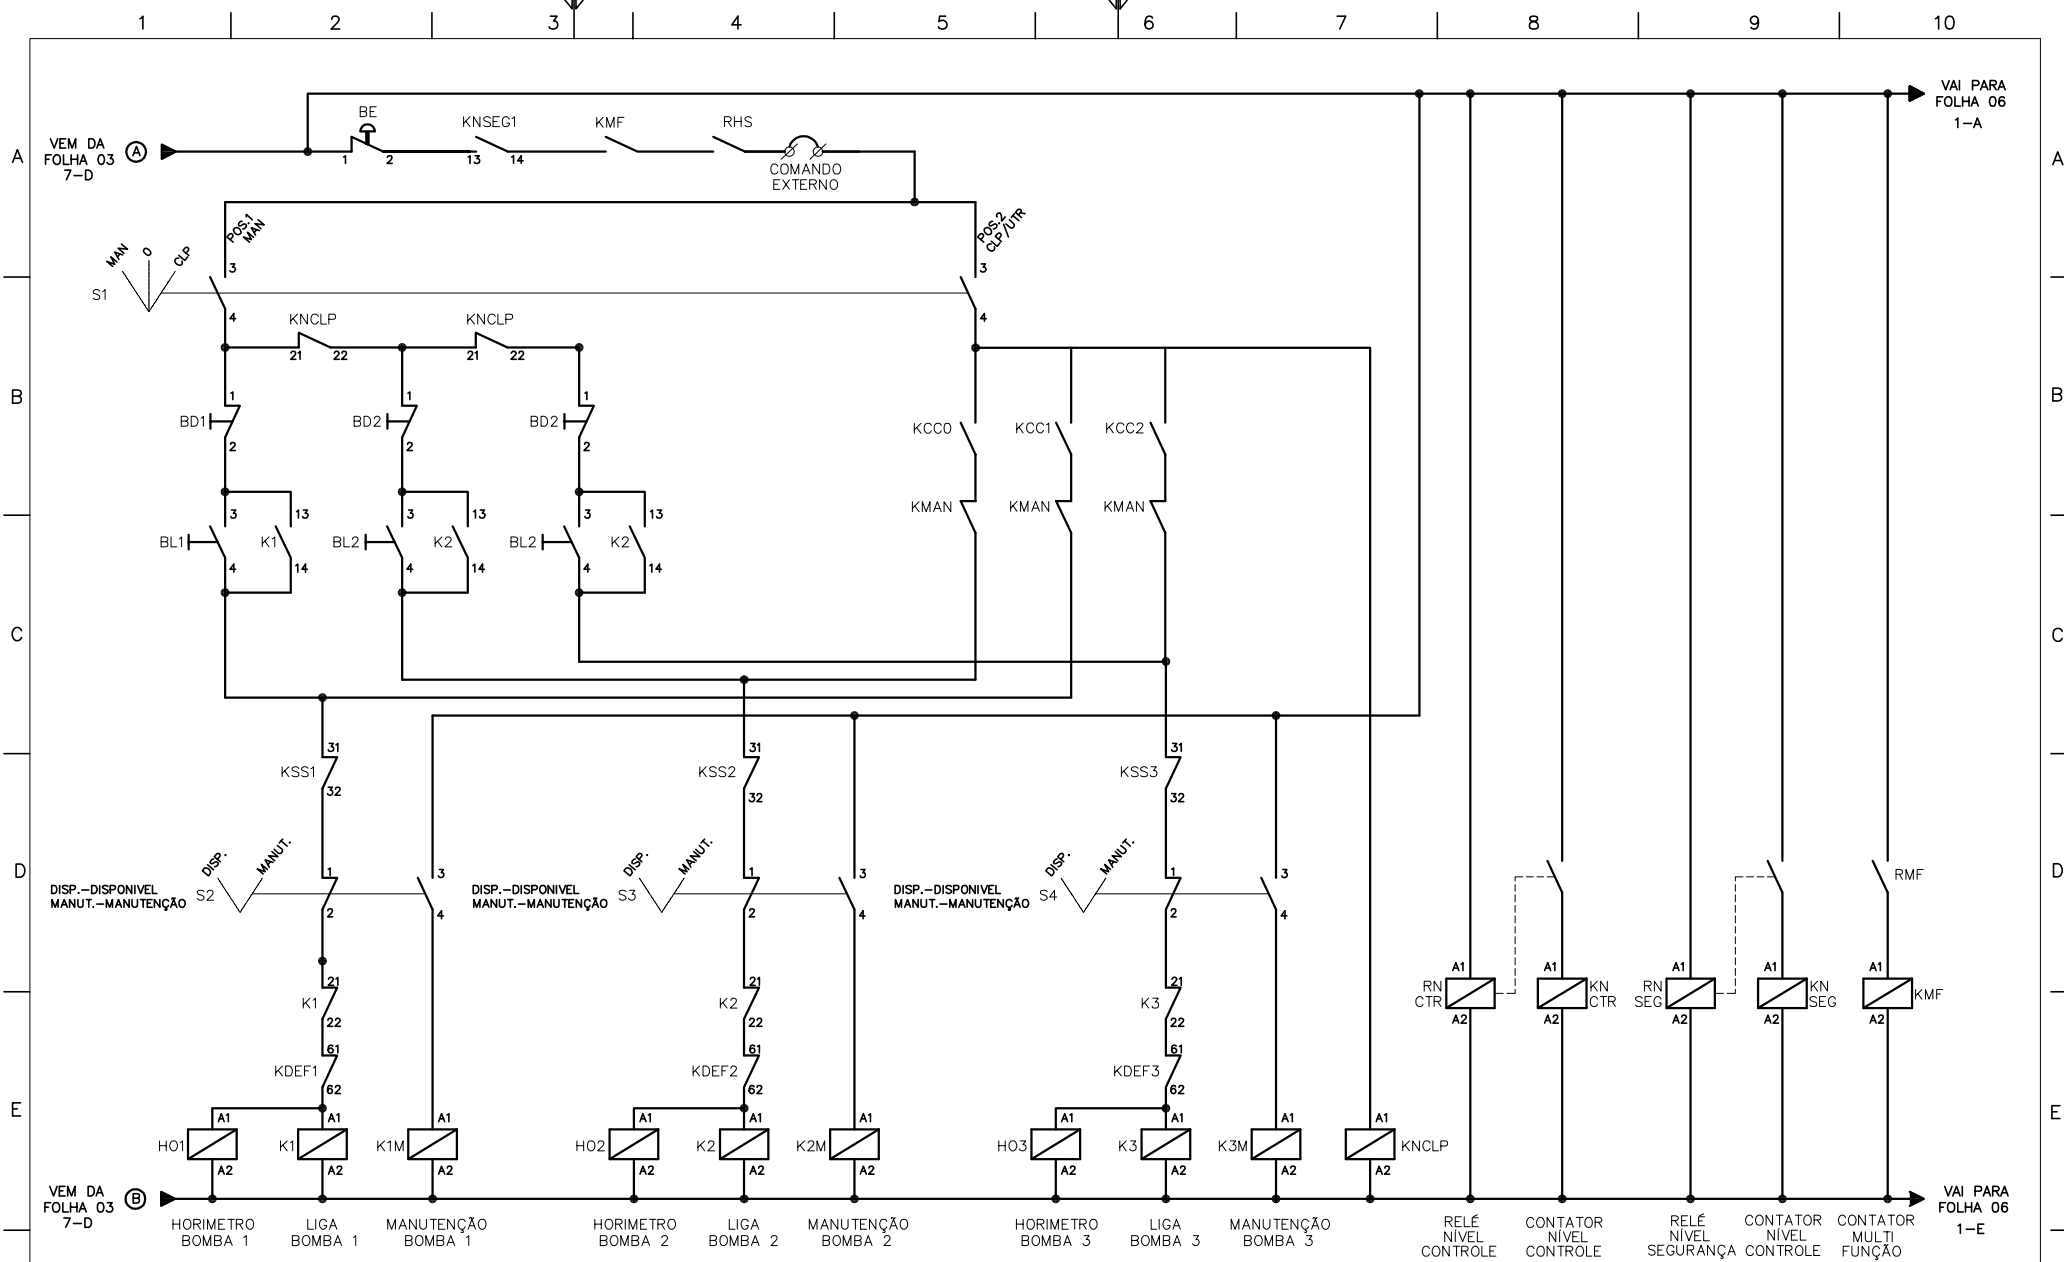 1 2 3 4 5 6 7 8 9 10
VAI PARA
FOLHA 06
1-A
BE
KNSEG1
KMF
RHS
A
VEM DA
FOLHA 03
7-D
A
1 2
13 14
COMANDO
EXTERNO
A
POS.1
MAN
POS.2
CLP/UTR
MAN
0
CLP
S1
3
4
3
4
KNCLP
21 22
KNCLP
21 22
B
B
BD1
1
2
BD2
1
2
BD2
1
2
KCC0
KCC1
KCC2
KMAN
KMAN
KMAN
BL1
3
4
K1
13
14
BL2
3
4
K2
13
14
BL2
3
4
K2
13
14
C
C
KSS1
31
32
KSS2
31
32
KSS3
31
32
D
D
DISP.-DISPONIVEL
MANUT.-MANUTENÇÃO
S2
DISP.
MANUT.
1
2
3
4
DISP.-DISPONIVEL
MANUT.-MANUTENÇÃO
S3
DISP.
MANUT.
1
2
3
4
DISP.-DISPONIVEL
MANUT.-MANUTENÇÃO
S4
DISP.
MANUT.
1
2
3
4
RMF
K1
21
22
K2
21
22
K3
21
22
RN
CTR
A1
A2
KN
CTR
A1
A2
RN
SEG
A1
A2
KN
SEG
A1
A2
KMF
A1
A2
KDEF1
61
62
KDEF2
61
62
KDEF3
61
62
E
E
HO1
A1
A2
K1
A1
A2
K1M
A1
A2
HO2
A1
A2
K2
A1
A2
K2M
A1
A2
HO3
A1
A2
K3
A1
A2
K3M
A1
A2
KNCLP
A1
A2
VEM DA
FOLHA 03
7-D
B
VAI PARA
FOLHA 06
1-E
HORIMETRO
BOMBA 1
LIGA
BOMBA 1
MANUTENÇÃO
BOMBA 1
HORIMETRO
BOMBA 2
LIGA
BOMBA 2
MANUTENÇÃO
BOMBA 2
HORIMETRO
BOMBA 3
LIGA
BOMBA 3
MANUTENÇÃO
BOMBA 3
RELÉ
NÍVEL
CONTROLE
CONTATOR
NÍVEL
CONTROLE
RELÉ
NÍVEL
SEGURANÇA
CONTATOR
NÍVEL
CONTROLE
CONTATOR
MULTI
FUNÇÃO